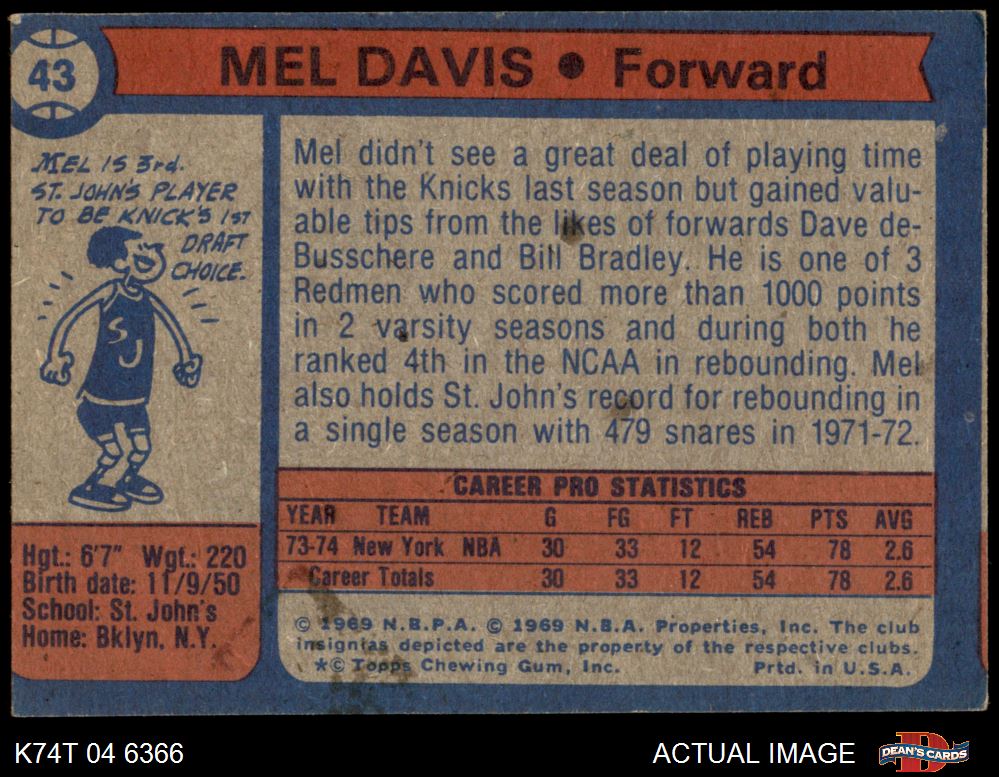 43
MEL DAVIS ● Forward
MEL IS 3rd.
ST. JOHN'S PLAYER
TO BE KNICK'S 1ST
DRAFT
CHOICE.
S
J
Mel didn't see a great deal of playing time
with the Knicks last season but gained valu-
able tips from the likes of forwards Dave de-
Busschere and Bill Bradley. He is one of 3
Redmen who scored more than 1000 points
in 2 varsity seasons and during both he
ranked 4th in the NCAA in rebounding. Mel
also holds St. John's record for rebounding in
a single season with 479 snares in 1971-72.
Hgt.: 6'7" Wgt.: 220
Birth date: 11/9/50
School: St. John's
Home: Bklyn, N.Y.
CAREER PRO STATISTICS
YEAR TEAM G FG FT REB PTS AVG
73-74 New York NBA 30 33 12 54 78 2.6
Career Totals 30 33 12 54 78 2.6
© 1969 N.B.P.A. © 1969 N.B.A. Properties, Inc. The club
insignias depicted are the property of the respective clubs.
*© Topps Chewing Gum, Inc. Prtd. in U.S.A.
K74T 04 6366
ACTUAL IMAGE
D
DEAN'S CARDS